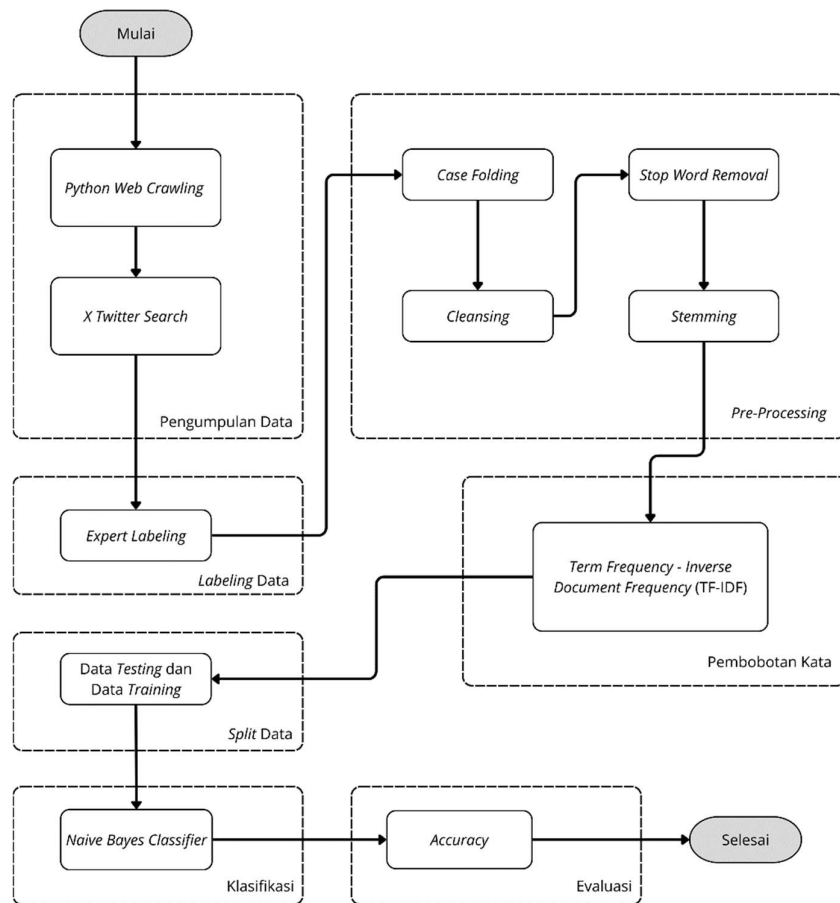 Mulai
Python Web Crawling
X Twitter Search
Pengumpulan Data
Expert Labeling
Labeling Data
Case Folding
Cleansing
Stop Word Removal
Stemming
Pre-Processing
Term Frequency - Inverse
Document Frequency (TF-IDF)
Pembobotan Kata
Data Testing dan
Data Training
Split Data
Naive Bayes Classifier
Klasifikasi
Accuracy
Evaluasi
Selesai